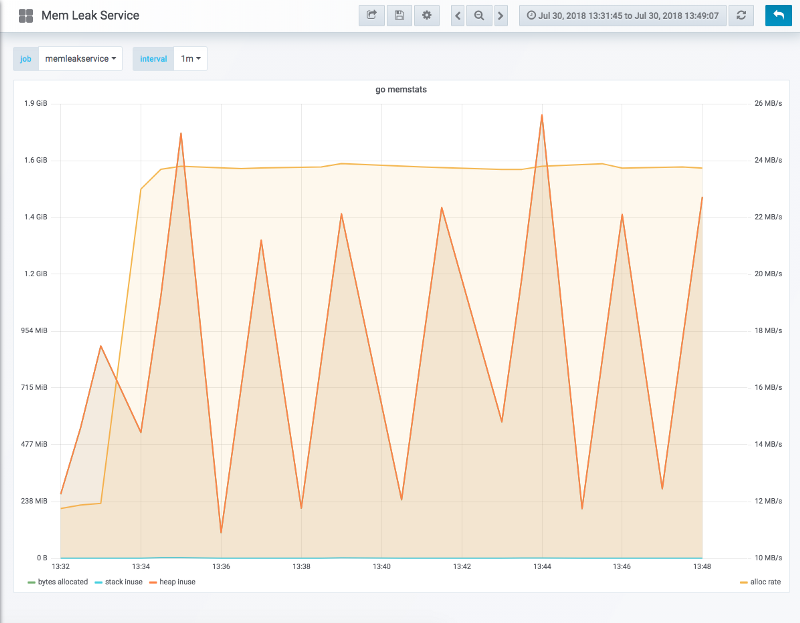 Mem Leak Service
Jul 30, 2018 13:31:45 to Jul 30, 2018 13:49:07
job memleakservice interval 1m
go memstats
1.9 GiB 26 MB/s
1.6 GiB 24 MB/s
1.4 GiB 22 MB/s
1.2 GiB 20 MB/s
954 MiB 18 MB/s
715 MiB 16 MB/s
477 MiB 14 MB/s
238 MiB 12 MB/s
0 B 10 MB/s
13:32 13:34 13:36 13:38 13:40 13:42 13:44 13:46 13:48
bytes allocated stack inuse heap inuse alloc rate